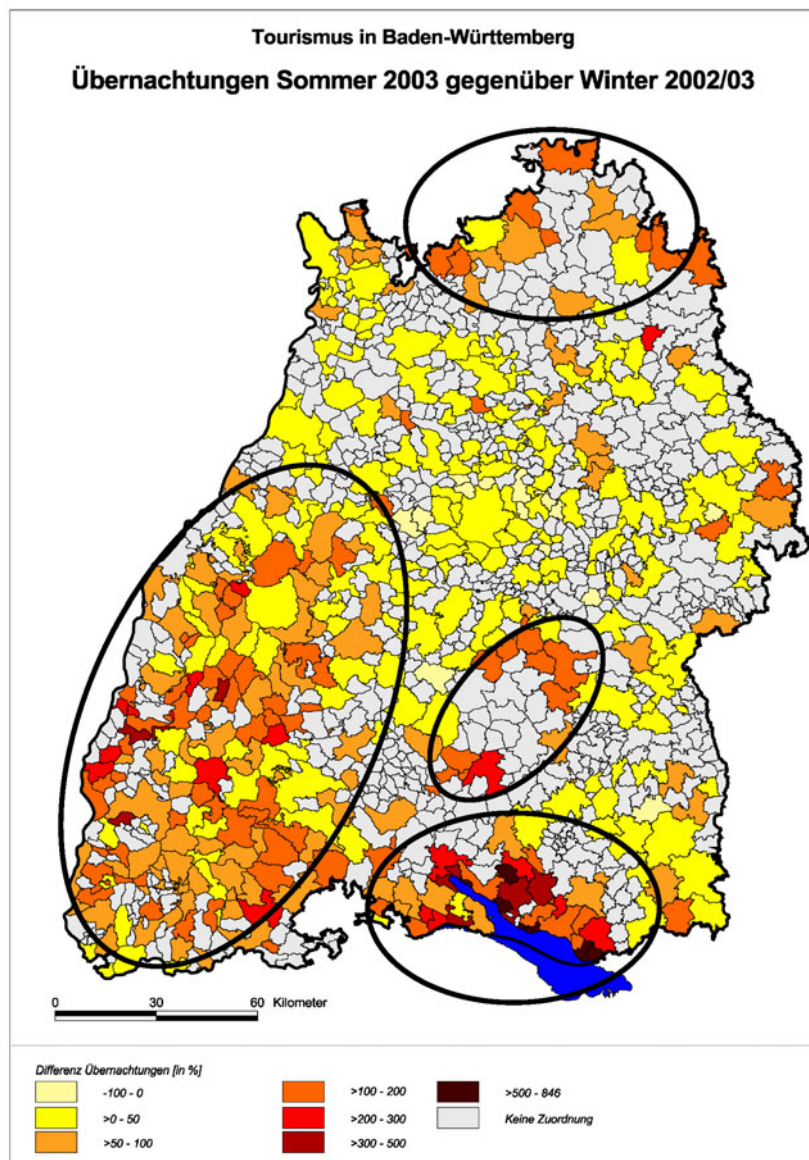 Tourismus in Baden-Württemberg
Übernachtungen Sommer 2003 gegenüber Winter 2002/03
0 30 60 Kilometer
Differenz Übernachtungen [in %]
-100 - 0
>0 - 50
>50 - 100
>100 - 200
>200 - 300
>300 - 500
>500 - 846
Keine Zuordnung